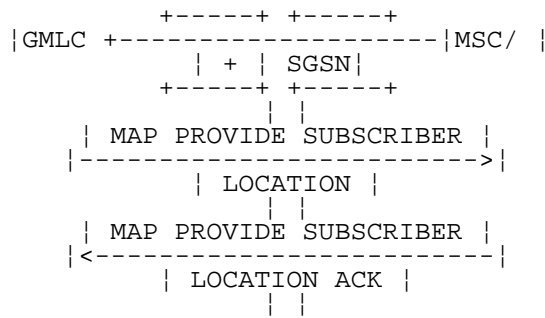 +-----+ +-----+
¦GMLC +--------------------¦MSC/ ¦
¦ + ¦ SGSN¦
+-----+ +-----+
¦ ¦
¦ MAP PROVIDE SUBSCRIBER ¦
¦------------------------->¦
¦ LOCATION ¦
¦ ¦
¦ MAP PROVIDE SUBSCRIBER ¦
¦<-------------------------¦
¦ LOCATION ACK ¦
¦ ¦